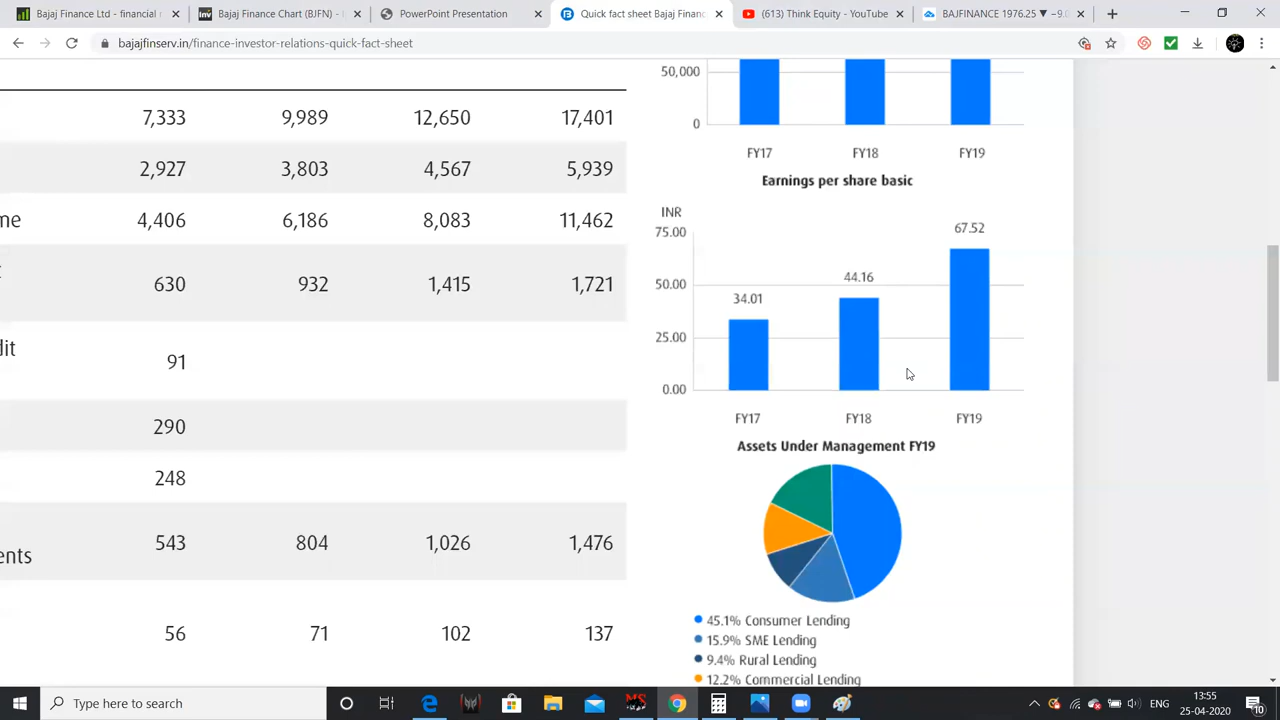 Bajaj Finance Ltd - financial r
Bajaj Finance Chart (BJFN) - I
PowerPoint Presentation
Quick fact sheet Bajaj Financ
(613) Think Equity - YouTube
BAJFINANCE 1976.25 ▼ −9.0
bajajfinserv.in/finance-investor-relations-quick-fact-sheet
50,000
0
FY17 FY18 FY19
7,333 9,989 12,650 17,401
2,927 3,803 4,567 5,939
me 4,406 6,186 8,083 11,462
630 932 1,415 1,721
dit
91
290
248
543 804 1,026 1,476
ents
56 71 102 137
Earnings per share basic
INR
75.00
67.52
50.00
44.16
34.01
25.00
0.00
FY17 FY18 FY19
Assets Under Management FY19
45.1% Consumer Lending
15.9% SME Lending
9.4% Rural Lending
12.2% Commercial Lending
Type here to search
ENG
13:55
25-04-2020
10